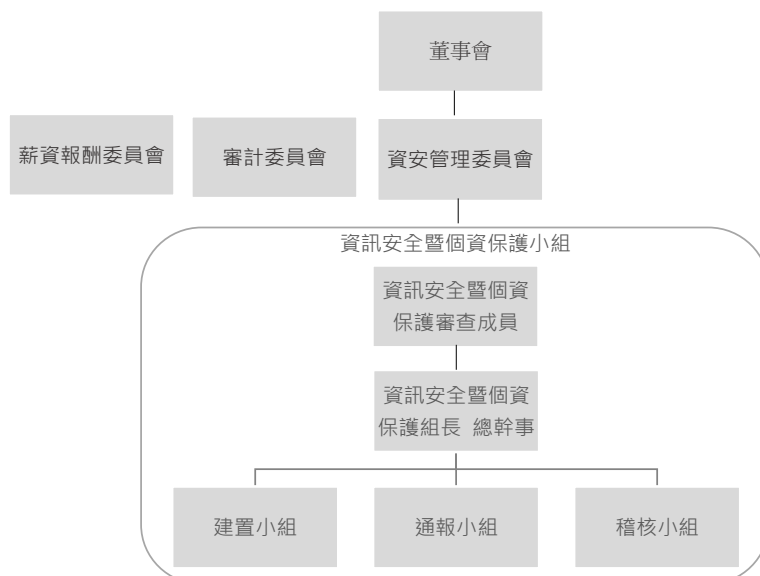 董事會
薪資報酬委員會
審計委員會
資安管理委員會
資訊安全暨個資保護小組
資訊安全暨個資
保護審查成員
資訊安全暨個資
保護組長 總幹事
建置小組
通報小組
稽核小組